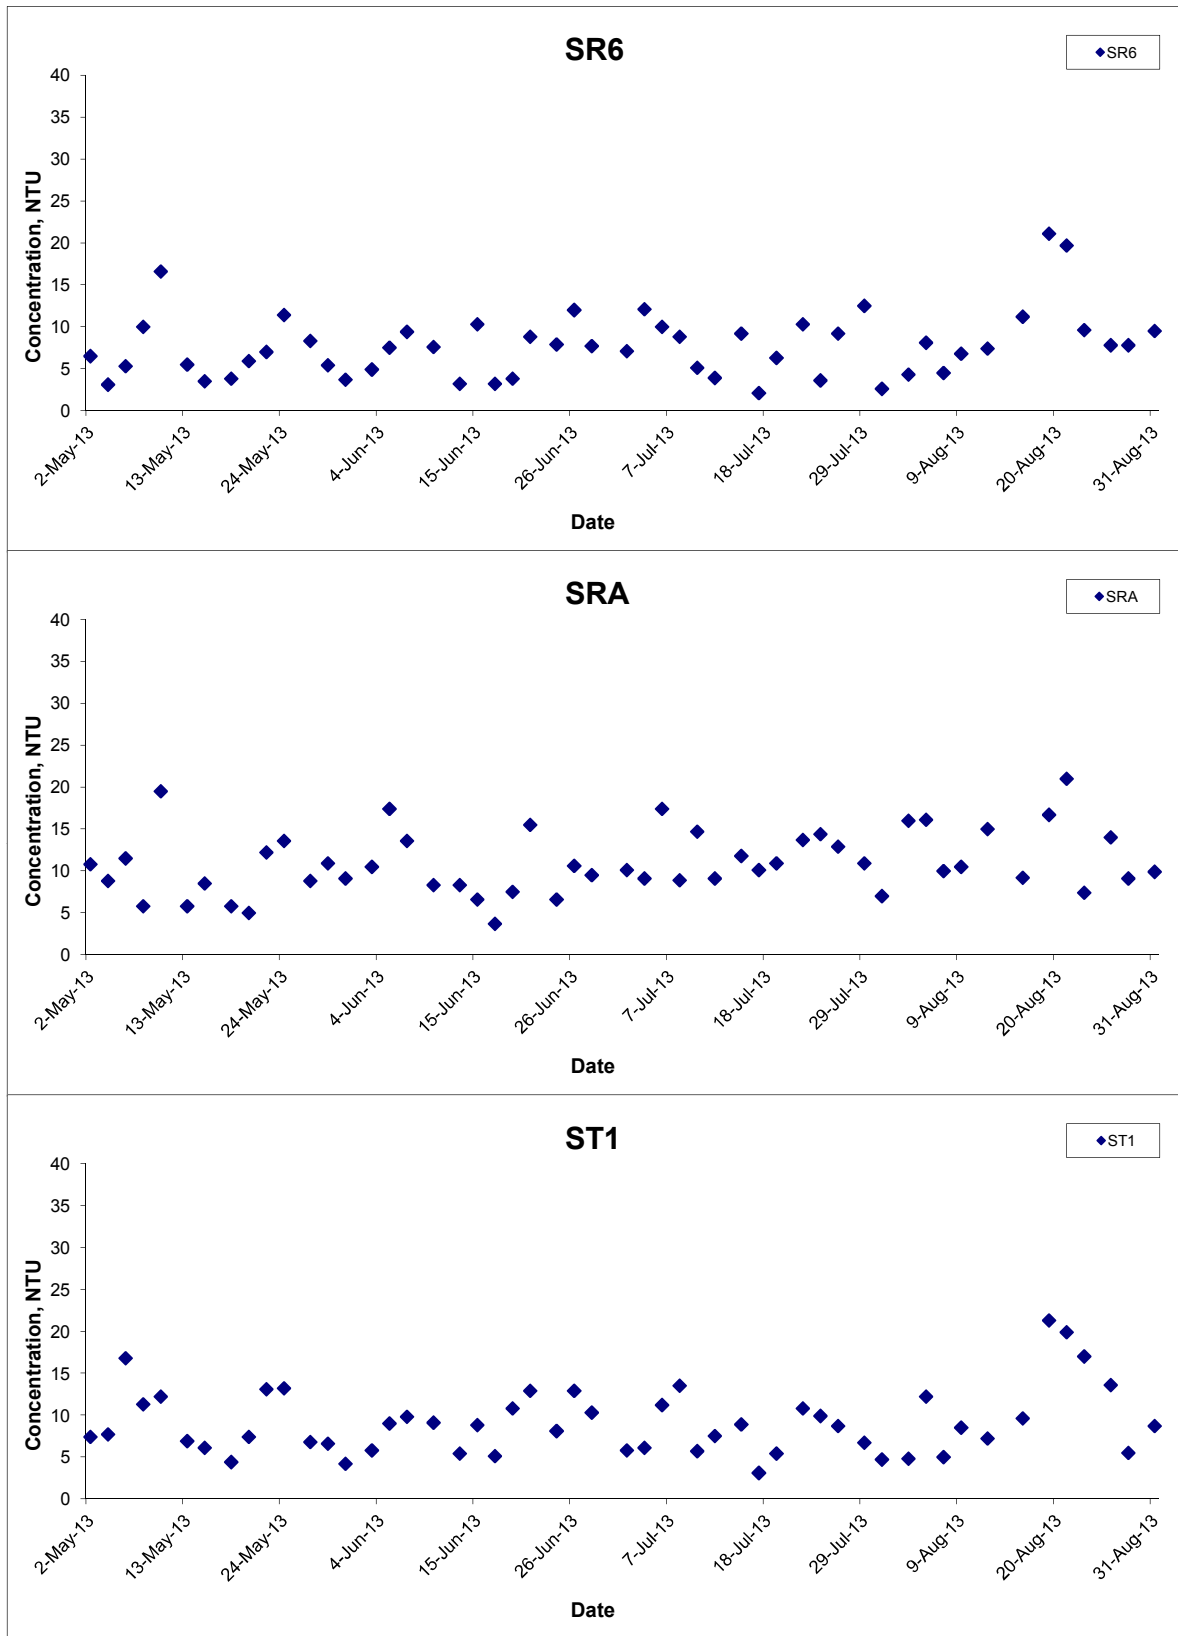 SR6
SR6
40
35
30
25
20
15
10
5
0
Concentration, NTU
2-May-13
13-May-13
24-May-13
4-Jun-13
15-Jun-13
26-Jun-13
7-Jul-13
18-Jul-13
29-Jul-13
9-Aug-13
20-Aug-13
31-Aug-13
Date
SRA
SRA
40
35
30
25
20
15
10
5
0
Concentration, NTU
2-May-13
13-May-13
24-May-13
4-Jun-13
15-Jun-13
26-Jun-13
7-Jul-13
18-Jul-13
29-Jul-13
9-Aug-13
20-Aug-13
31-Aug-13
Date
ST1
ST1
40
35
30
25
20
15
10
5
0
Concentration, NTU
2-May-13
13-May-13
24-May-13
4-Jun-13
15-Jun-13
26-Jun-13
7-Jul-13
18-Jul-13
29-Jul-13
9-Aug-13
20-Aug-13
31-Aug-13
Date